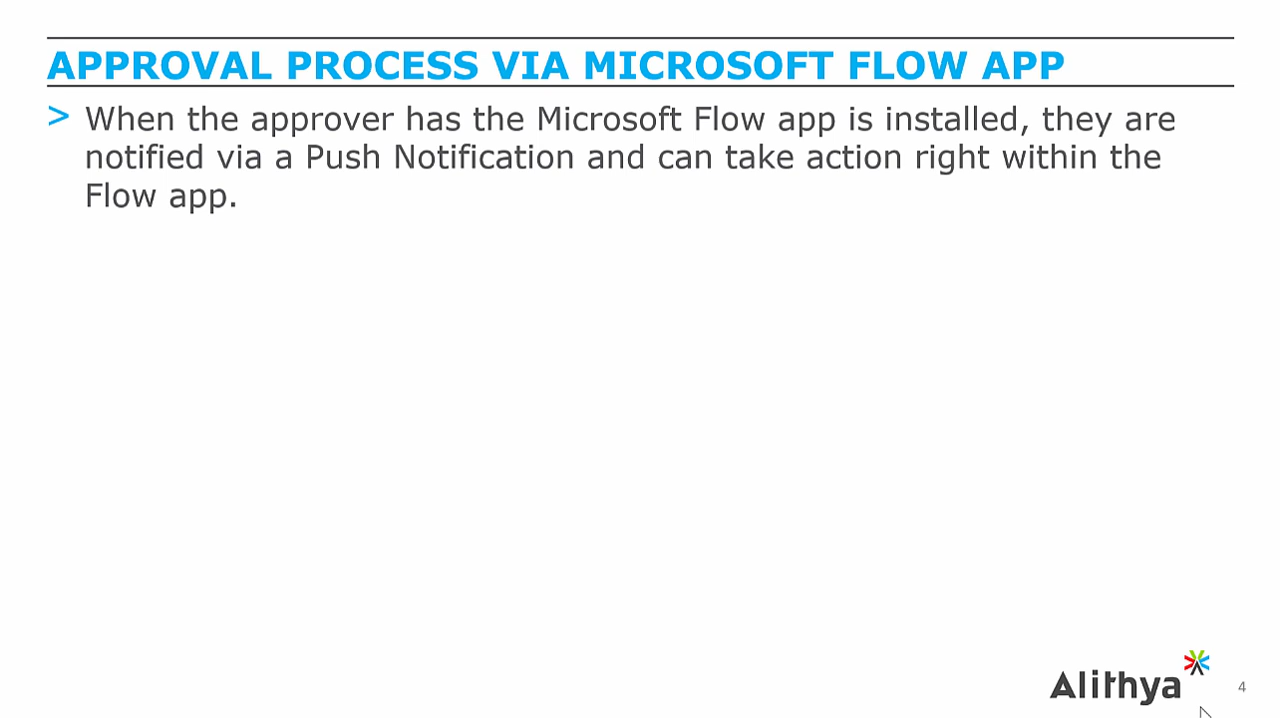 APPROVAL PROCESS VIA MICROSOFT FLOW APP
> When the approver has the Microsoft Flow app is installed, they are
notified via a Push Notification and can take action right within the
Flow app.
Alithya
4